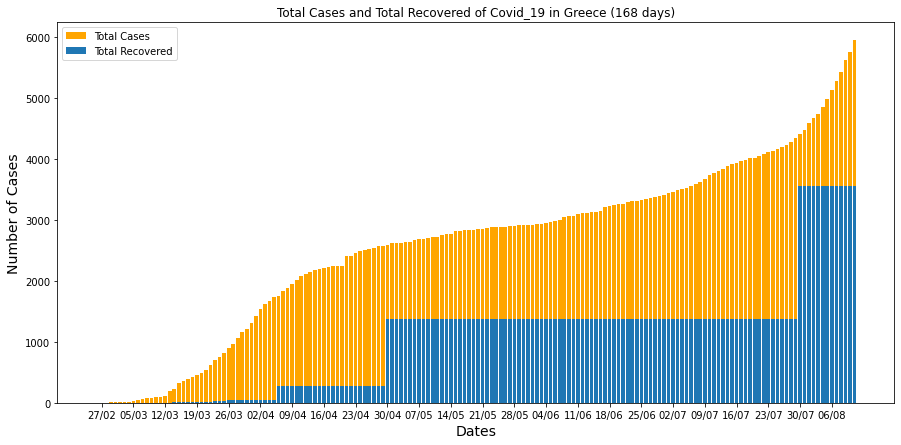 Total Cases and Total Recovered of Covid_19 in Greece (168 days)
Total Cases
Total Recovered
6000
5000
4000
3000
2000
1000
0
Number of Cases
27/02 05/03 12/03 19/03 26/03 02/04 09/04 16/04 23/04 30/04 07/05 14/05 21/05 28/05 04/06 11/06 18/06 25/06 02/07 09/07 16/07 23/07 30/07 06/08
Dates